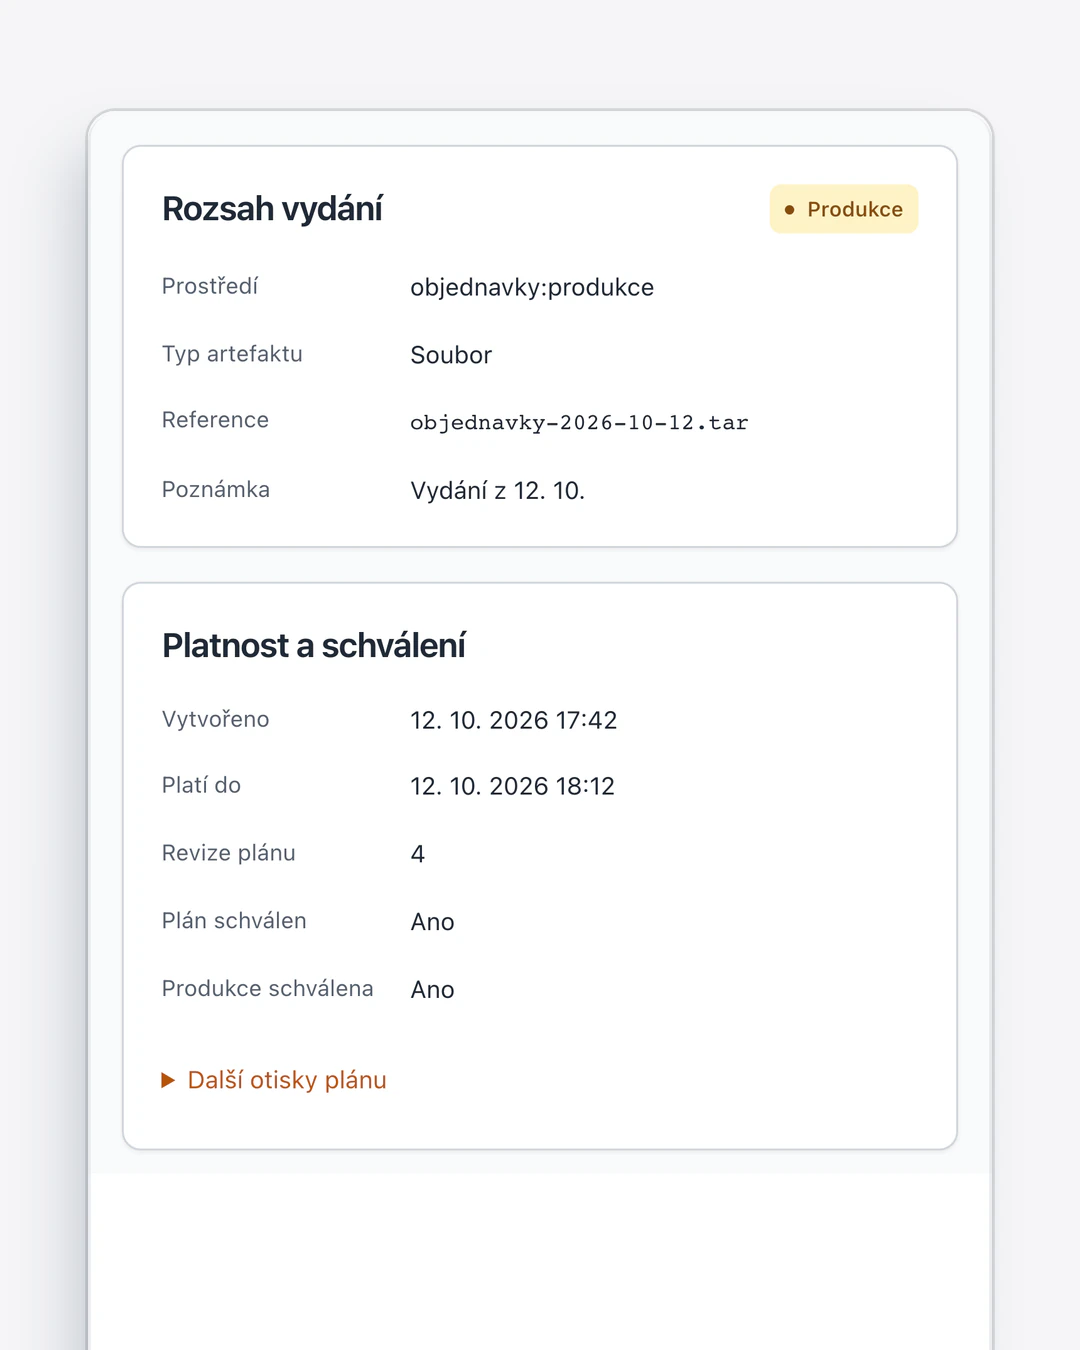 Rozsah vydání
Produkce
Prostředí objednavky:produkce
Typ artefaktu Soubor
Reference objednavky-2026-10-12.tar
Poznámka Vydání z 12. 10.
Platnost a schválení
Vytvořeno 12. 10. 2026 17:42
Platí do 12. 10. 2026 18:12
Revize plánu 4
Plán schválen Ano
Produkce schválena Ano
Další otisky plánu